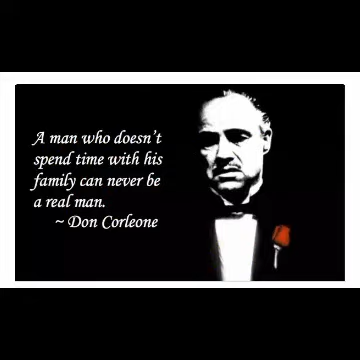 A man who doesn't
spend time with his
family can never be
a real man.
~ Don Corleone